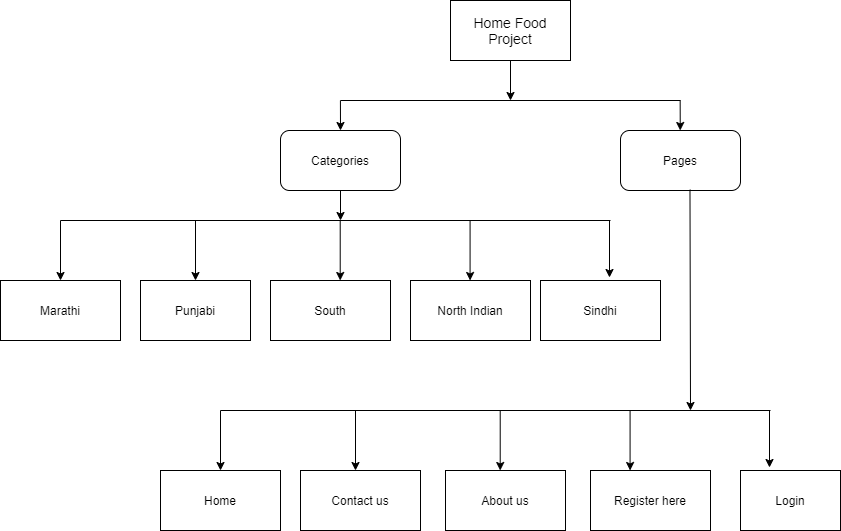 Home Food
Project
Categories
Pages
Marathi
Punjabi
South
North Indian
Sindhi
Home
Contact us
About us
Register here
Login